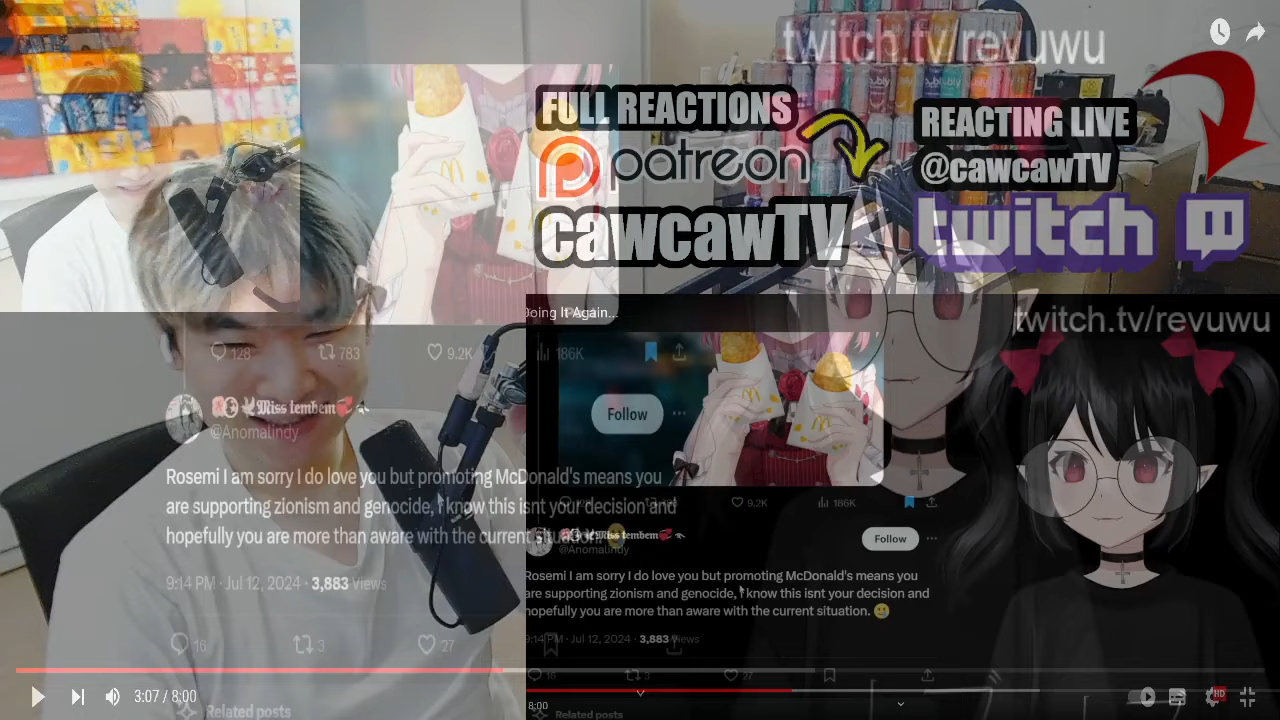 twitch.tv/revuwu
FULL REACTIONS
patreon
cawcawTV
REACTING LIVE
@cawcawTV
twitch
bubly
Doing It Again...
twitch.tv/revuwu
128
783
9.2K
186K
Follow
Miss tembem
@Anomalindy
Rosemi I am sorry I do love you but promoting McDonald's means you
are supporting zionism and genocide, I know this isnt your decision and
hopefully you are more than aware with the current situation.
9:14 PM · Jul 12, 2024 · 3,883 Views
16
3
27
3:07 / 8:00
Related posts
9.2K
186K
Miss tembem
@Anomalindy
Follow
Rosemi I am sorry I do love you but promoting McDonald's means you
are supporting zionism and genocide, I know this isnt your decision and
hopefully you are more than aware with the current situation.
9:14 PM · Jul 12, 2024 · 3,883 Views
16
3
27
8:00
Related posts
HD